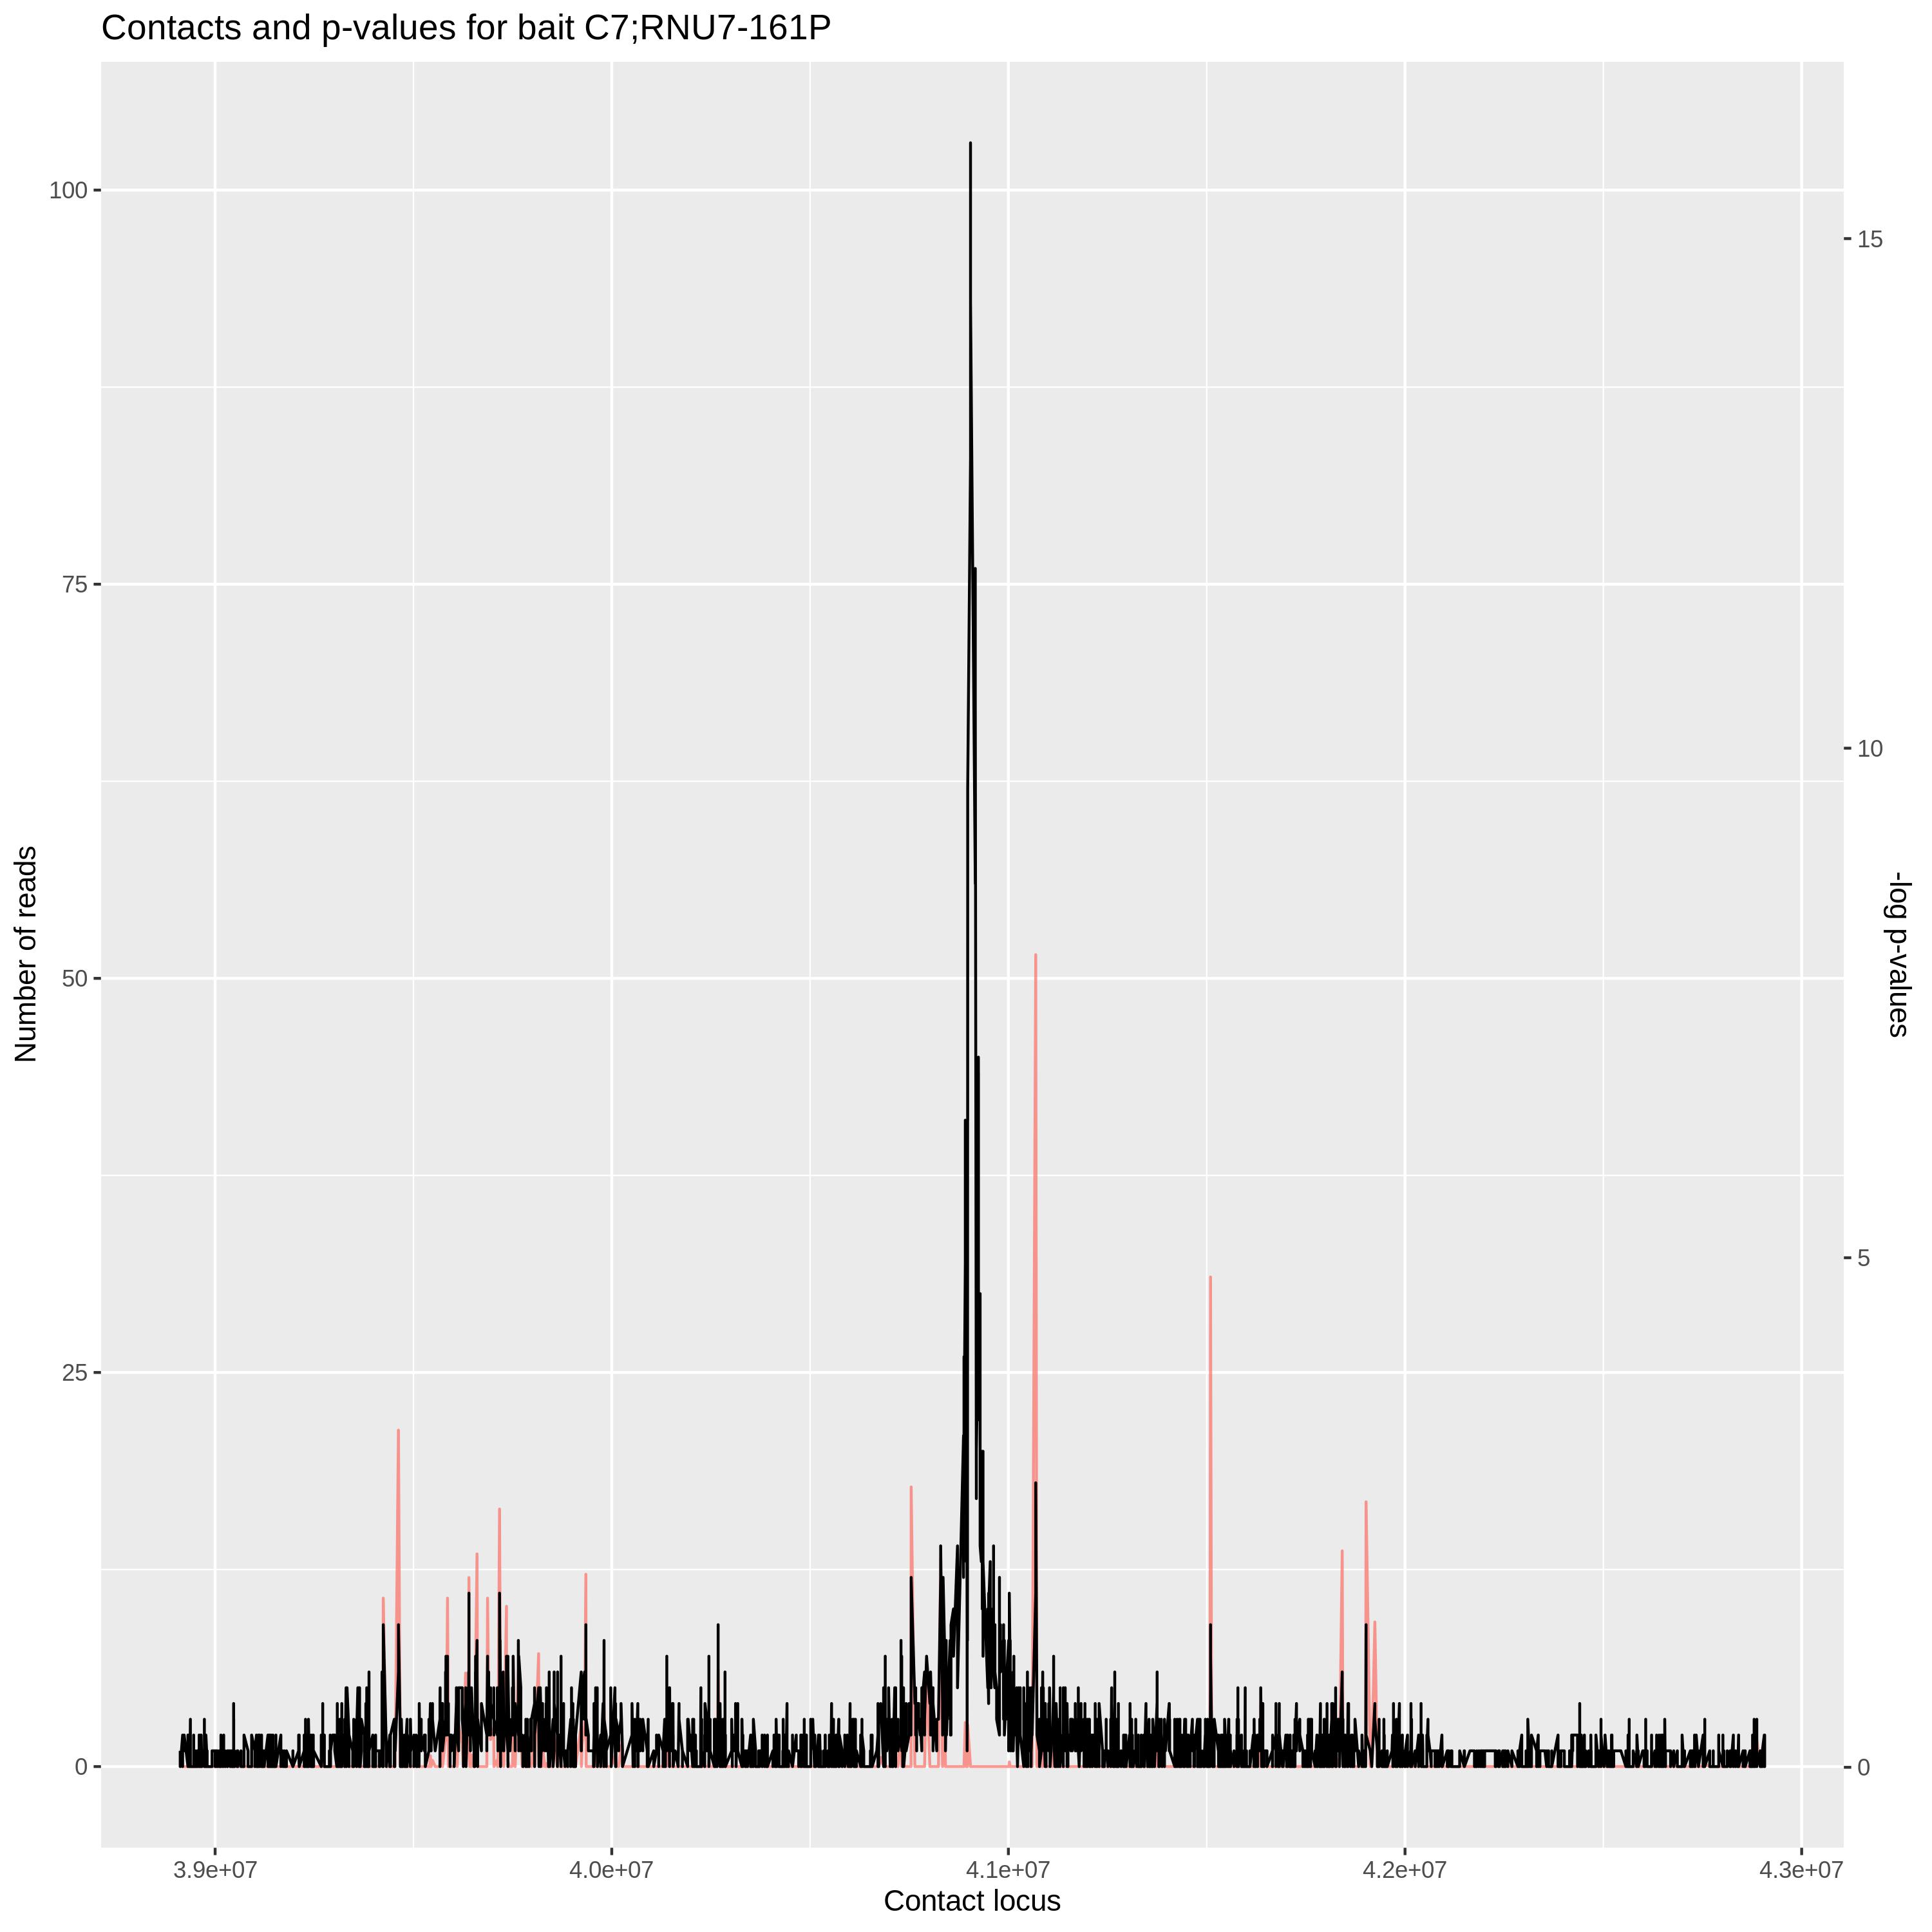 Contacts and p-values for bait C7;RNU7-161P
100
75
50
25
0
Number of reads
15
10
5
0
-log p-values
3.9e+07 4.0e+07 4.1e+07 4.2e+07 4.3e+07
Contact locus